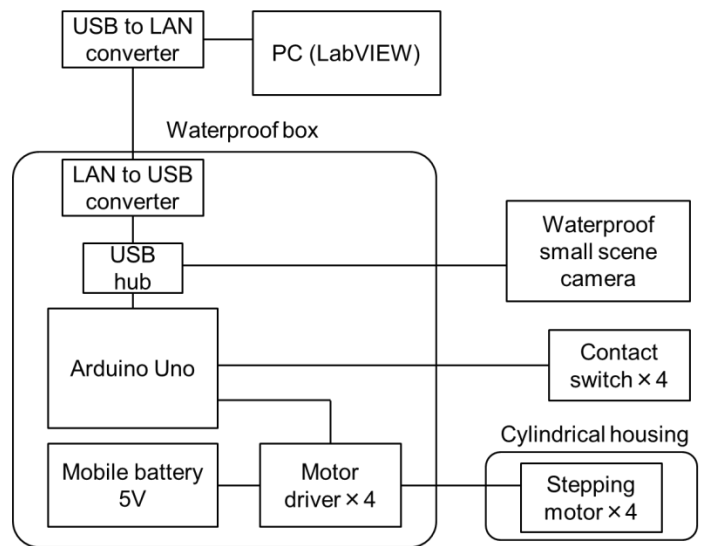 USB to LAN
converter
PC (LabVIEW)
Waterproof box
LAN to USB
converter
USB
hub
Waterproof
small scene
camera
Arduino Uno
Contact
switch×4
Cylindrical housing
Mobile battery
5V
Motor
driver×4
Stepping
motor×4